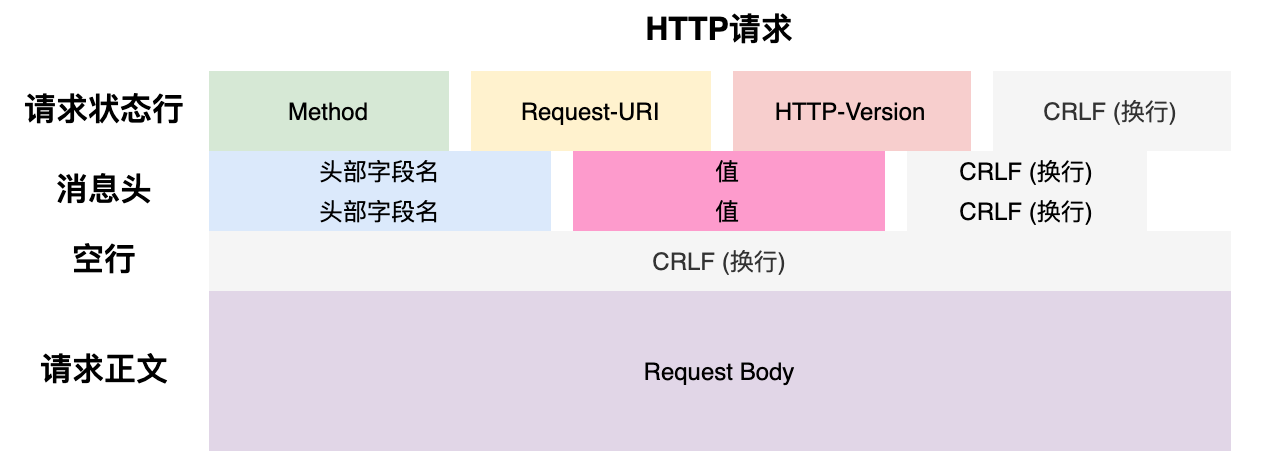 HTTP请求
请求状态行 Method Request-URI HTTP-Version CRLF (换行)
消息头 头部字段名 值 CRLF (换行)
头部字段名 值 CRLF (换行)
空行 CRLF (换行)
请求正文 Request Body